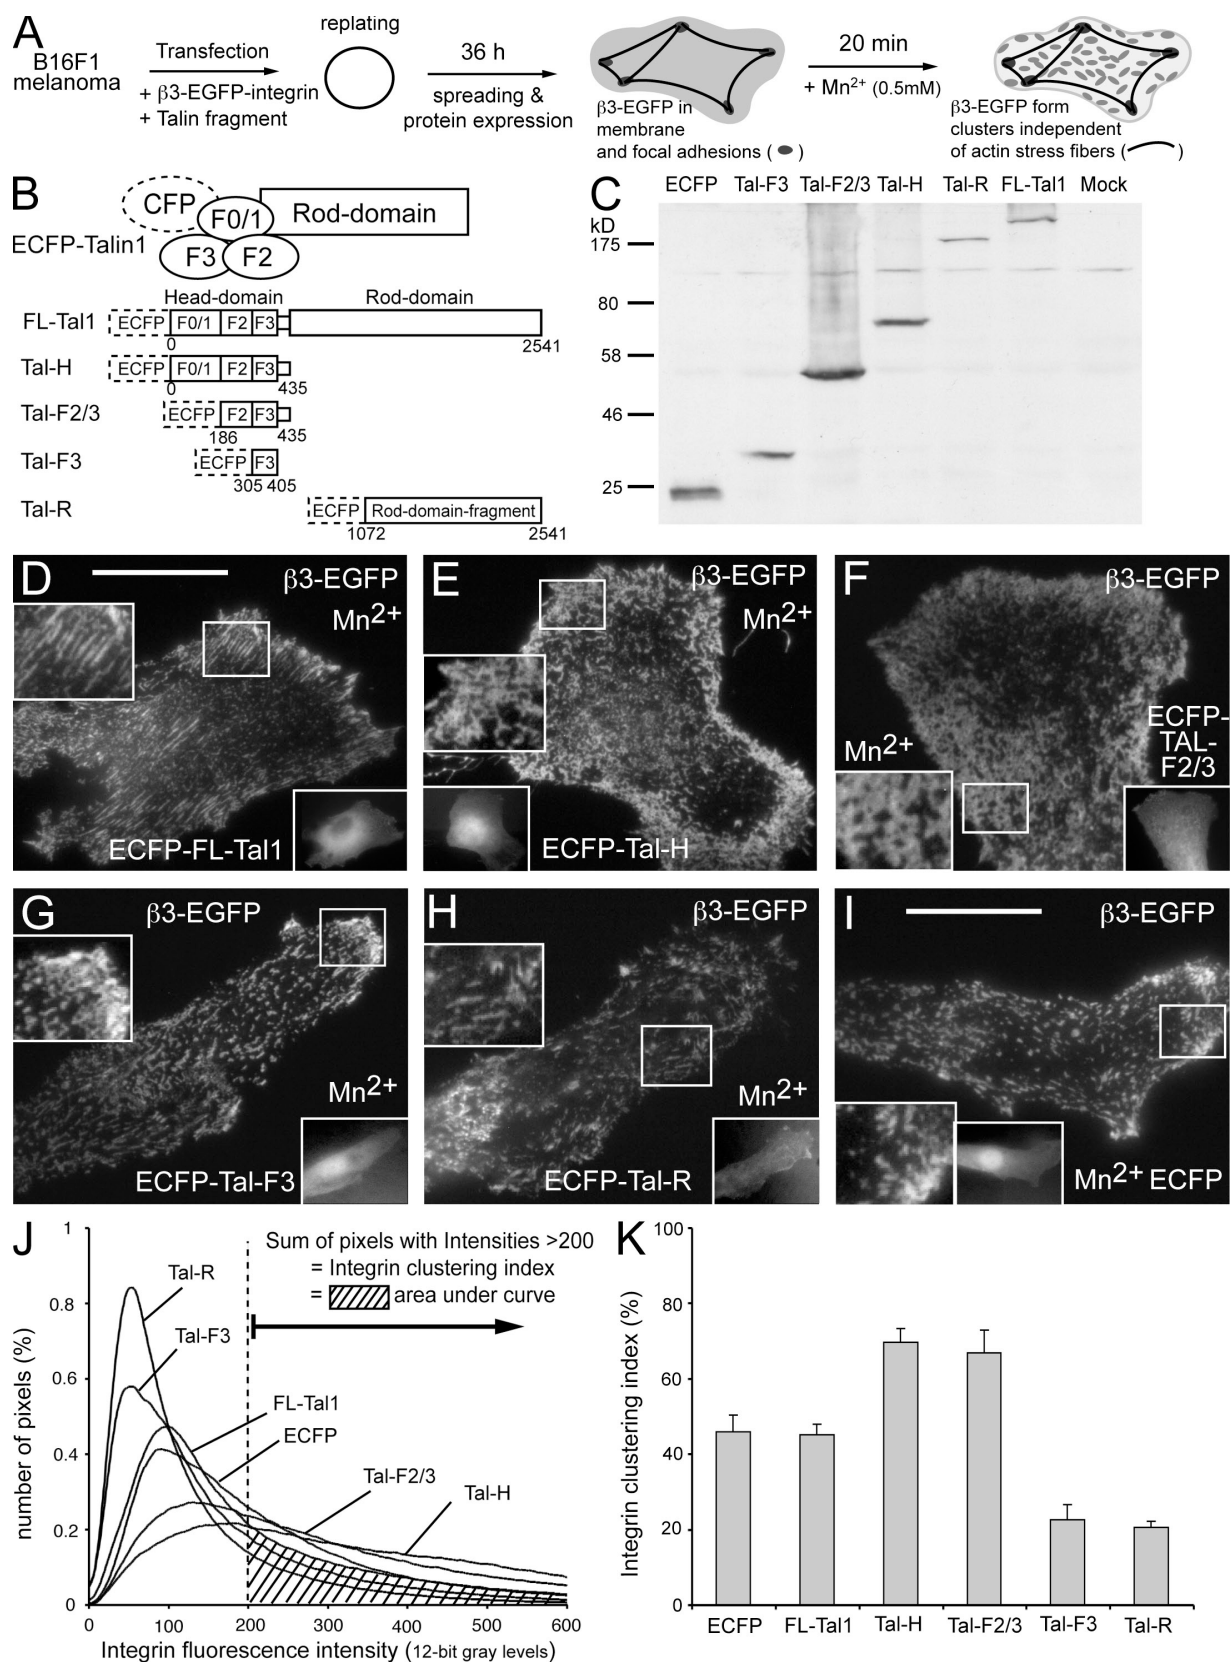 A
B16F1
melanoma
Transfection
+ β3-EGFP-integrin
+ Talin fragment
replating
36 h
spreading &
protein expression
β3-EGFP in
membrane
and focal adhesions ( )
20 min
+ Mn2+ (0.5mM)
β3-EGFP form
clusters independent
of actin stress fibers ( )
B
CFP
F0/1
Rod-domain
ECFP-Talin1
F3
F2
Head-domain
Rod-domain
FL-Tal1
ECFP F0/1 F2 F3
0
2541
Tal-H
ECFP F0/1 F2 F3
0
435
Tal-F2/3
ECFP F2 F3
186
435
Tal-F3
ECFP F3
305 405
Tal-R
ECFP Rod-domain-fragment
1072
2541
C
ECFP Tal-F3 Tal-F2/3 Tal-H Tal-R FL-Tal1 Mock
kD
175
80
58
46
25
D
β3-EGFP
Mn2+
ECFP-FL-Tal1
E
β3-EGFP
Mn2+
ECFP-Tal-H
F
β3-EGFP
Mn2+
ECFP-
TAL-
F2/3
G
β3-EGFP
Mn2+
ECFP-Tal-F3
H
β3-EGFP
Mn2+
ECFP-Tal-R
I
β3-EGFP
Mn2+ ECFP
J
number of pixels (%)
1
0.8
0.6
0.4
0.2
0
Tal-R
Tal-F3
FL-Tal1
ECFP
Tal-F2/3
Tal-H
Sum of pixels with Intensities >200
= Integrin clustering index
= area under curve
0 100 200 300 400 500 600
Integrin fluorescence intensity (12-bit gray levels)
K
Integrin clustering index (%)
100
80
60
40
20
0
ECFP FL-Tal1 Tal-H Tal-F2/3 Tal-F3 Tal-R